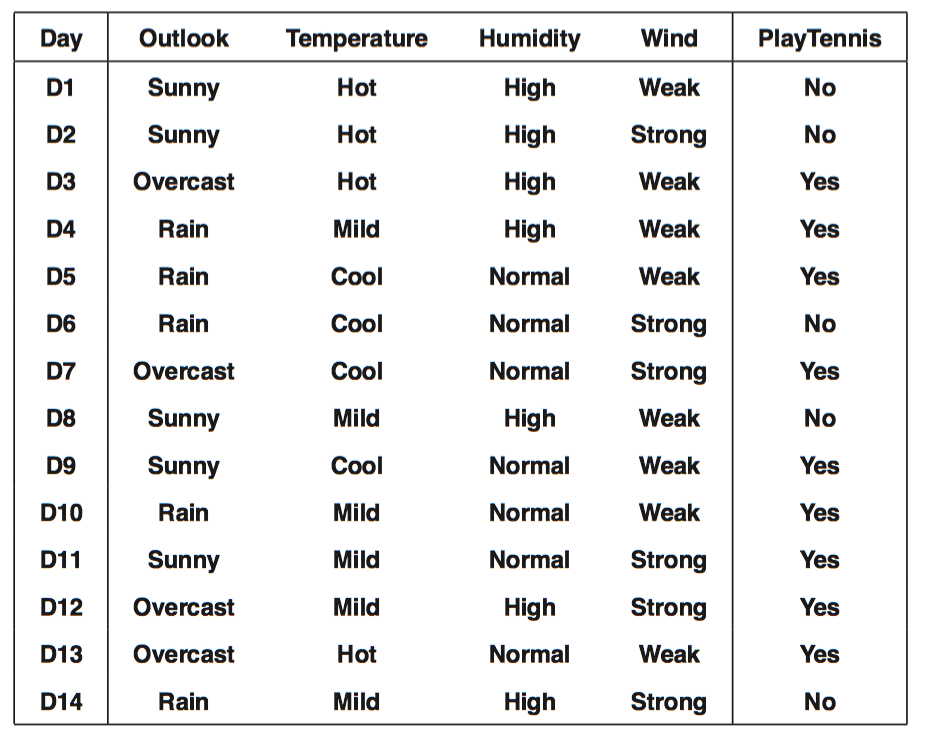 Day Outlook Temperature Humidity Wind PlayTennis
D1 Sunny Hot High Weak No
D2 Sunny Hot High Strong No
D3 Overcast Hot High Weak Yes
D4 Rain Mild High Weak Yes
D5 Rain Cool Normal Weak Yes
D6 Rain Cool Normal Strong No
D7 Overcast Cool Normal Strong Yes
D8 Sunny Mild High Weak No
D9 Sunny Cool Normal Weak Yes
D10 Rain Mild Normal Weak Yes
D11 Sunny Mild Normal Strong Yes
D12 Overcast Mild High Strong Yes
D13 Overcast Hot Normal Weak Yes
D14 Rain Mild High Strong No